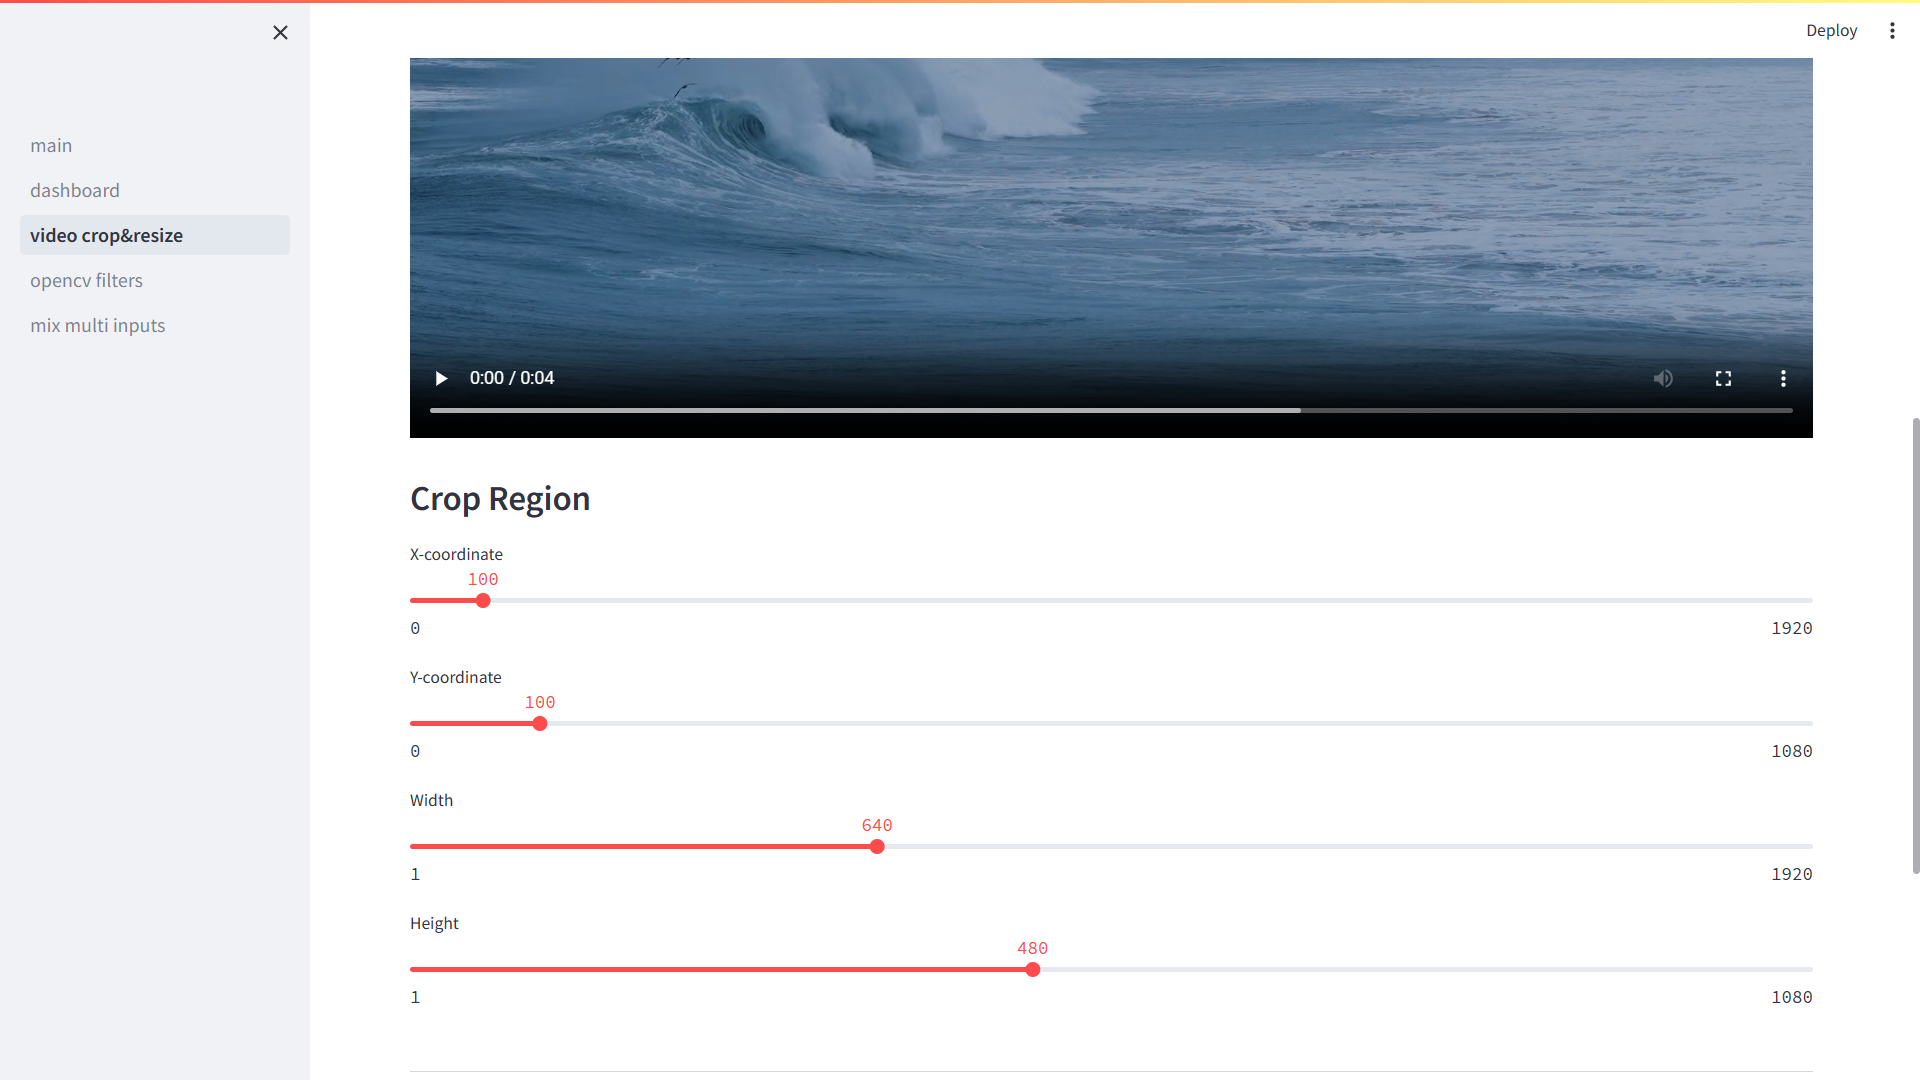 Deploy
main
dashboard
video crop&resize
opencv filters
mix multi inputs
0:00 / 0:04
Crop Region
X-coordinate
100
0 1920
Y-coordinate
100
0 1080
Width
640
1 1920
Height
480
1 1080